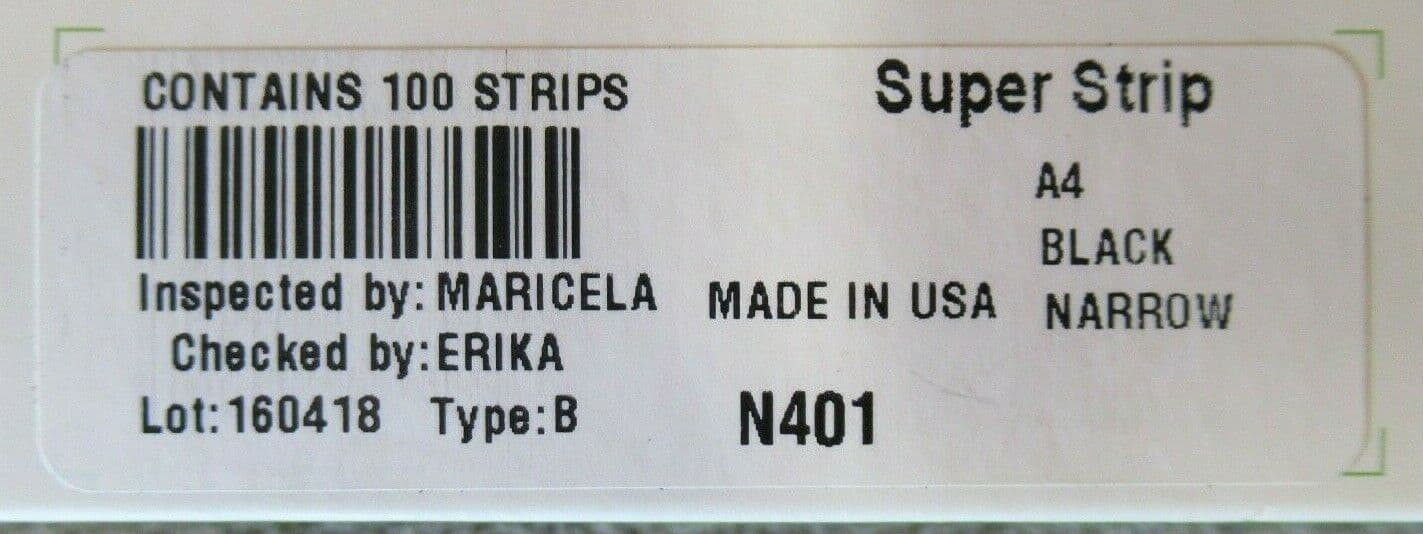 CONTAINS 100 STRIPS
Super Strip
A4
BLACK
NARROW
Inspected by: MARICELA
MADE IN USA
Checked by:ERIKA
Lot:160418 Type:B
N401